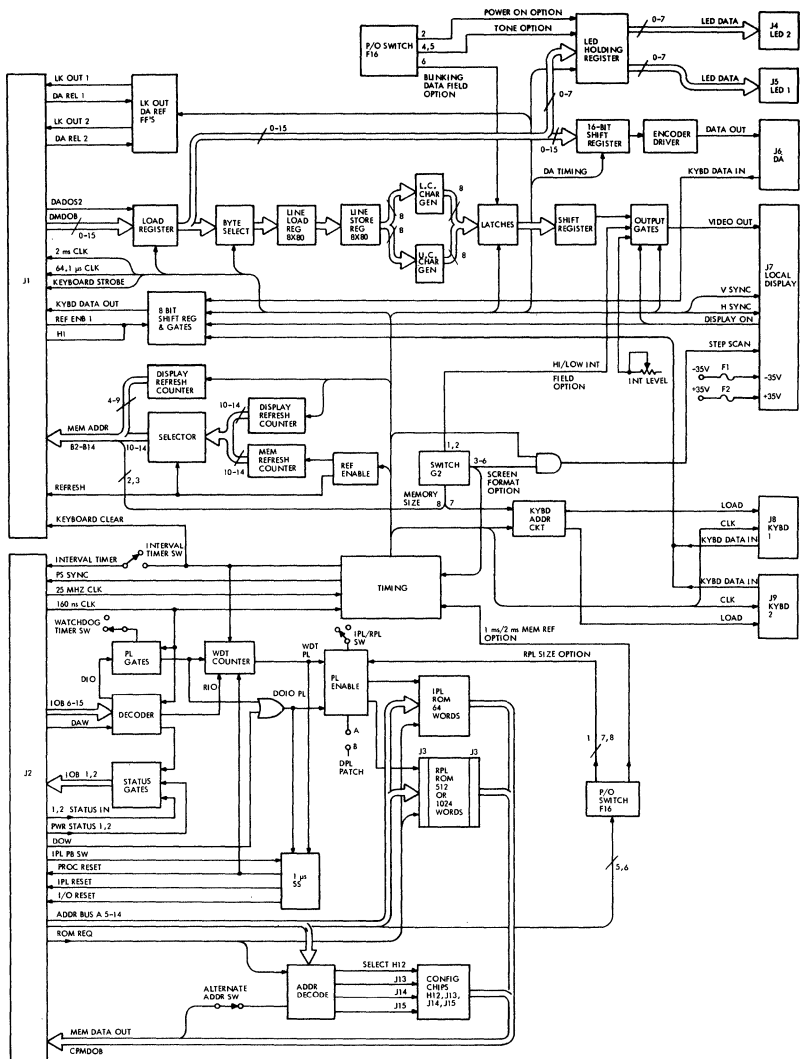 POWER ON OPTION
TONE OPTION
P/O SWITCH
F16
2
4, 5
6
BLINKING
DATA FIELD
OPTION
LED
HOLDING
REGISTER
0-7
LED DATA
J4
LED 2
0-7
LED DATA
J5
LED 1
0-7
LK OUT 1
DA REL 1
LK OUT 2
DA REL 2
LK OUT
DA REF
FF'S
0-15
0-15
16-BIT
SHIFT
REGISTER
ENCODER
DRIVER
DATA OUT
J6
DA
DA TIMING
KYBD DATA IN
DADOS2
DMDOB
0-15
LOAD
REGISTER
BYTE
SELECT
LINE
LOAD
REG
8X80
LINE
STORE
REG
8X80
8
8
L.C.
CHAR
GEN
U.C.
CHAR
GEN
8
8
LATCHES
SHIFT
REGISTER
OUTPUT
GATES
VIDEO OUT
J7
LOCAL
DISPLAY
J1
2 ms CLK
64.1 µs CLK
KEYBOARD STROBE
KYBD DATA OUT
REF ENB 1
HI
8 BIT
SHIFT REG
& GATES
V SYNC
H SYNC
DISPLAY ON
STEP SCAN
HI/LOW INT
FIELD
OPTION
INT LEVEL
-35V
F1
-35V
+35V
F2
+35V
DISPLAY
REFRESH
COUNTER
4-9
MEM ADDR
B2-B14
10-14
SELECTOR
10-14
DISPLAY
REFRESH
COUNTER
MEM
REFRESH
COUNTER
10-14
REF
ENABLE
2,3
REFRESH
1,2
SWITCH
G2
3-6
SCREEN
FORMAT
OPTION
MEMORY
SIZE
8
7
KYBD
ADDR
CKT
LOAD
CLK
KYBD DATA IN
J8
KYBD
1
KEYBOARD CLEAR
INTERVAL TIMER
INTERVAL
TIMER SW
PS SYNC
25 MHZ CLK
160 ns CLK
TIMING
KYBD DATA IN
CLK
LOAD
J9
KYBD
2
1 ms/2 ms MEM REF
OPTION
WATCHDOG
TIMER SW
PL
GATES
WDT
COUNTER
WDT
PL
IPL/RPL
SW
PL
ENABLE
RPL SIZE OPTION
DIO
RIO
DOIO PL
IOB 6-15
DAW
DECODER
A
B
DPL
PATCH
IPL
ROM
64
WORDS
1
7,8
J2
IOB 1,2
STATUS
GATES
1,2 STATUS IN
PWR STATUS 1,2
DOW
J3
J3
RPL
ROM
512
OR
1024
WORDS
P/O
SWITCH
F16
IPL PB SW
PROC RESET
IPL RESET
I/O RESET
1 µs
SS
5,6
ADDR BUS A 5-14
ROM REQ
ALTERNATE
ADDR SW
ADDR
DECODE
SELECT H12
J13
J14
J15
CONFIG
CHIPS
H12,J13,
J14,J15
MEM DATA OUT
CPMDOB